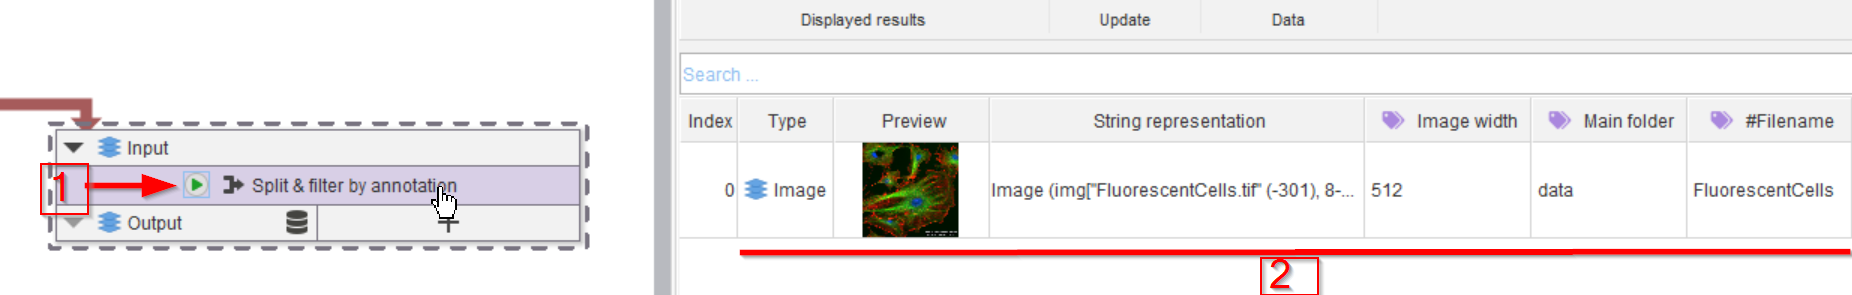 Input
1
Split & filter by annotation
Output
Displayed results Update Data
Search ...
Index Type Preview String representation Image width Main folder #Filename
0 Image Image (img["FluorescentCells.tif" (-301), 8-... 512 data FluorescentCells
2